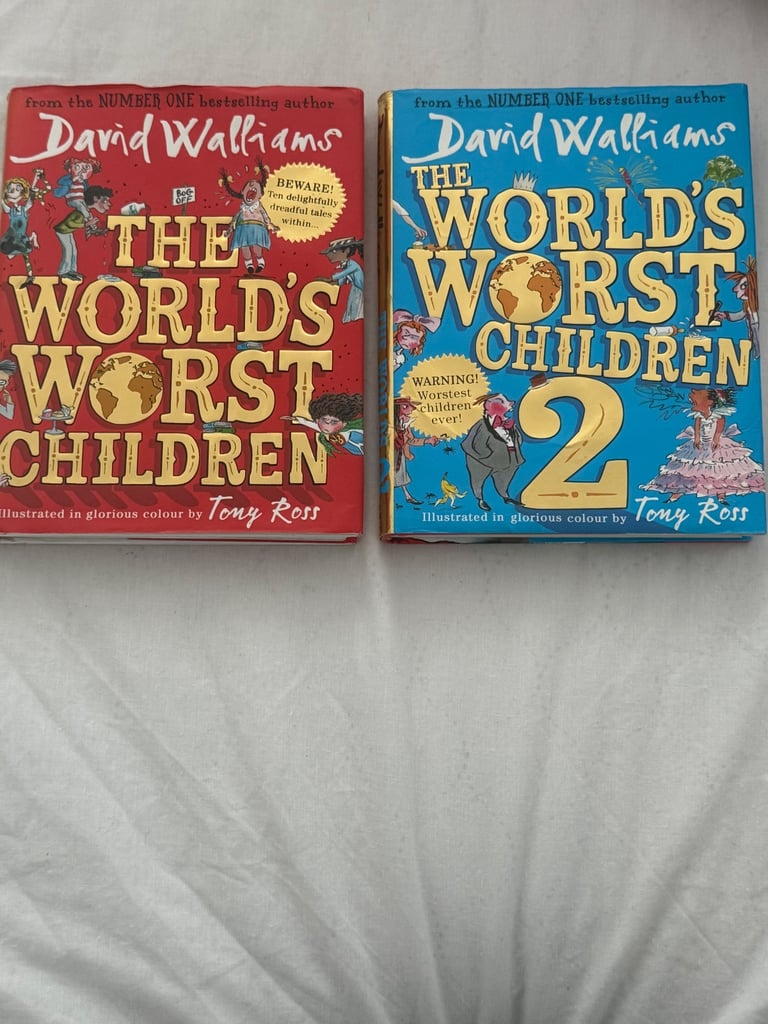 from the NUMBER ONE bestselling author
David Walliams
BOG
OFF
BEWARE!
Ten delightfully
dreadful tales
within...
THE
WORLD'S
WORST
CHILDREN
Illustrated in glorious colour by Tony Ross
from the NUMBER ONE bestselling author
David Walliams
THE
WORLD'S
WORST
CHILDREN
2
WARNING!
Worstest
children
ever!
Illustrated in glorious colour by Tony Ross